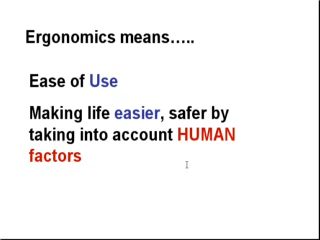 Ergonomics means.....
Ease of Use
Making life easier, safer by
taking into account HUMAN
factors